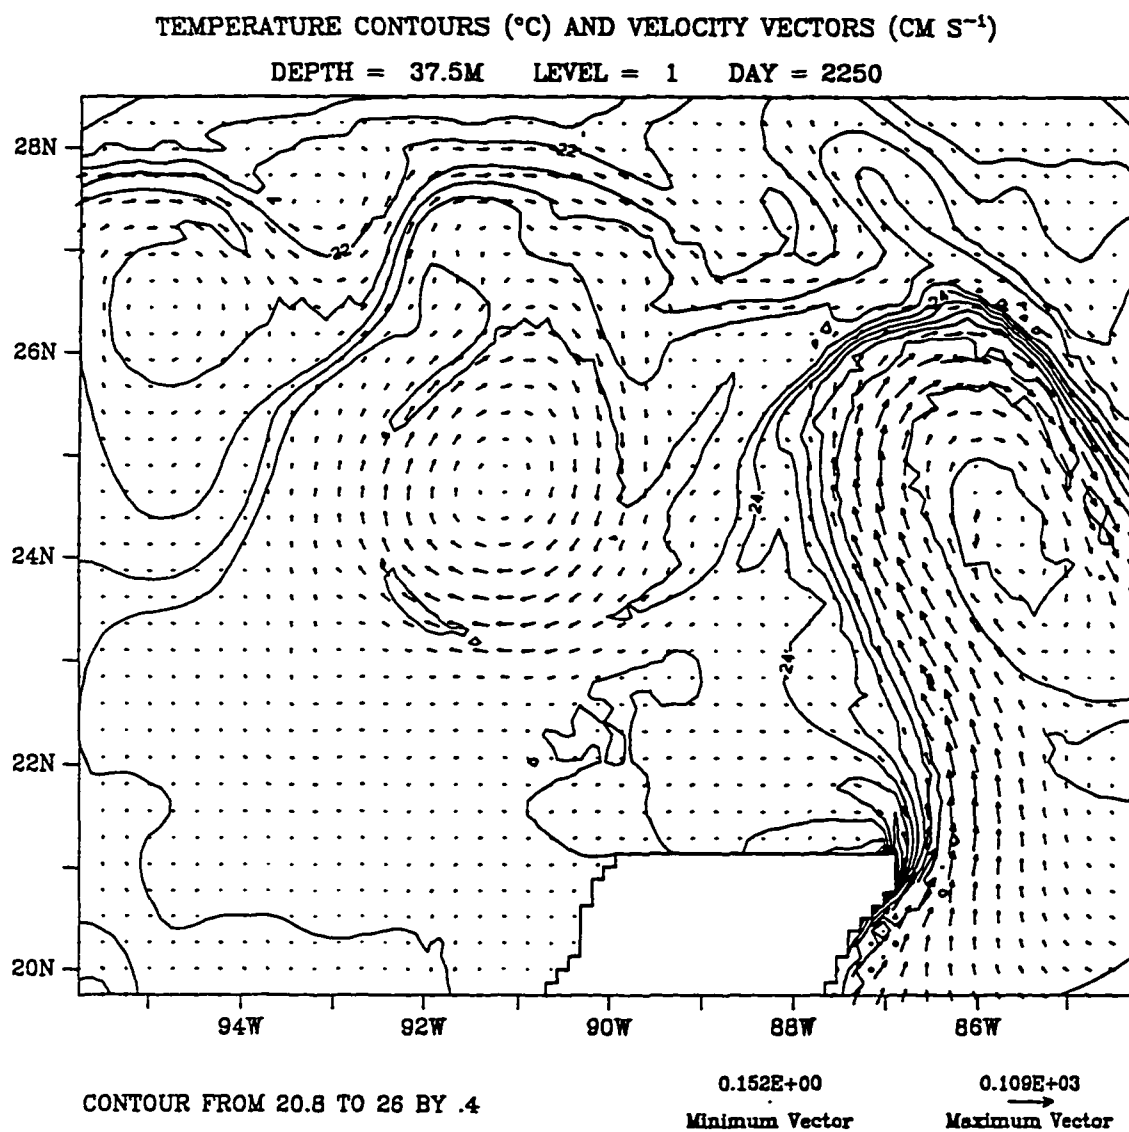 TEMPERATURE CONTOURS (°C) AND VELOCITY VECTORS (CM S⁻¹)
DEPTH = 37.5M LEVEL = 1 DAY = 2250
28N
26N
24N
22N
20N
22
22
24
24
24
94W
92W
90W
88W
86W
CONTOUR FROM 20.8 TO 26 BY .4
0.152E+00
Minimum Vector
0.109E+03
Maximum Vector